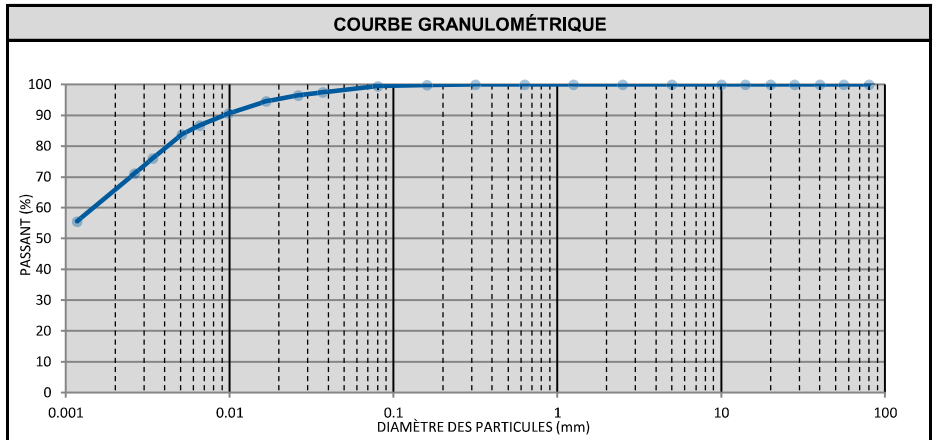 COURBE GRANULOMÉTRIQUE
PASSANT (%)
100
90
80
70
60
50
40
30
20
10
0
0.001 0.01 0.1 1 10 100
DIAMÈTRE DES PARTICULES (mm)